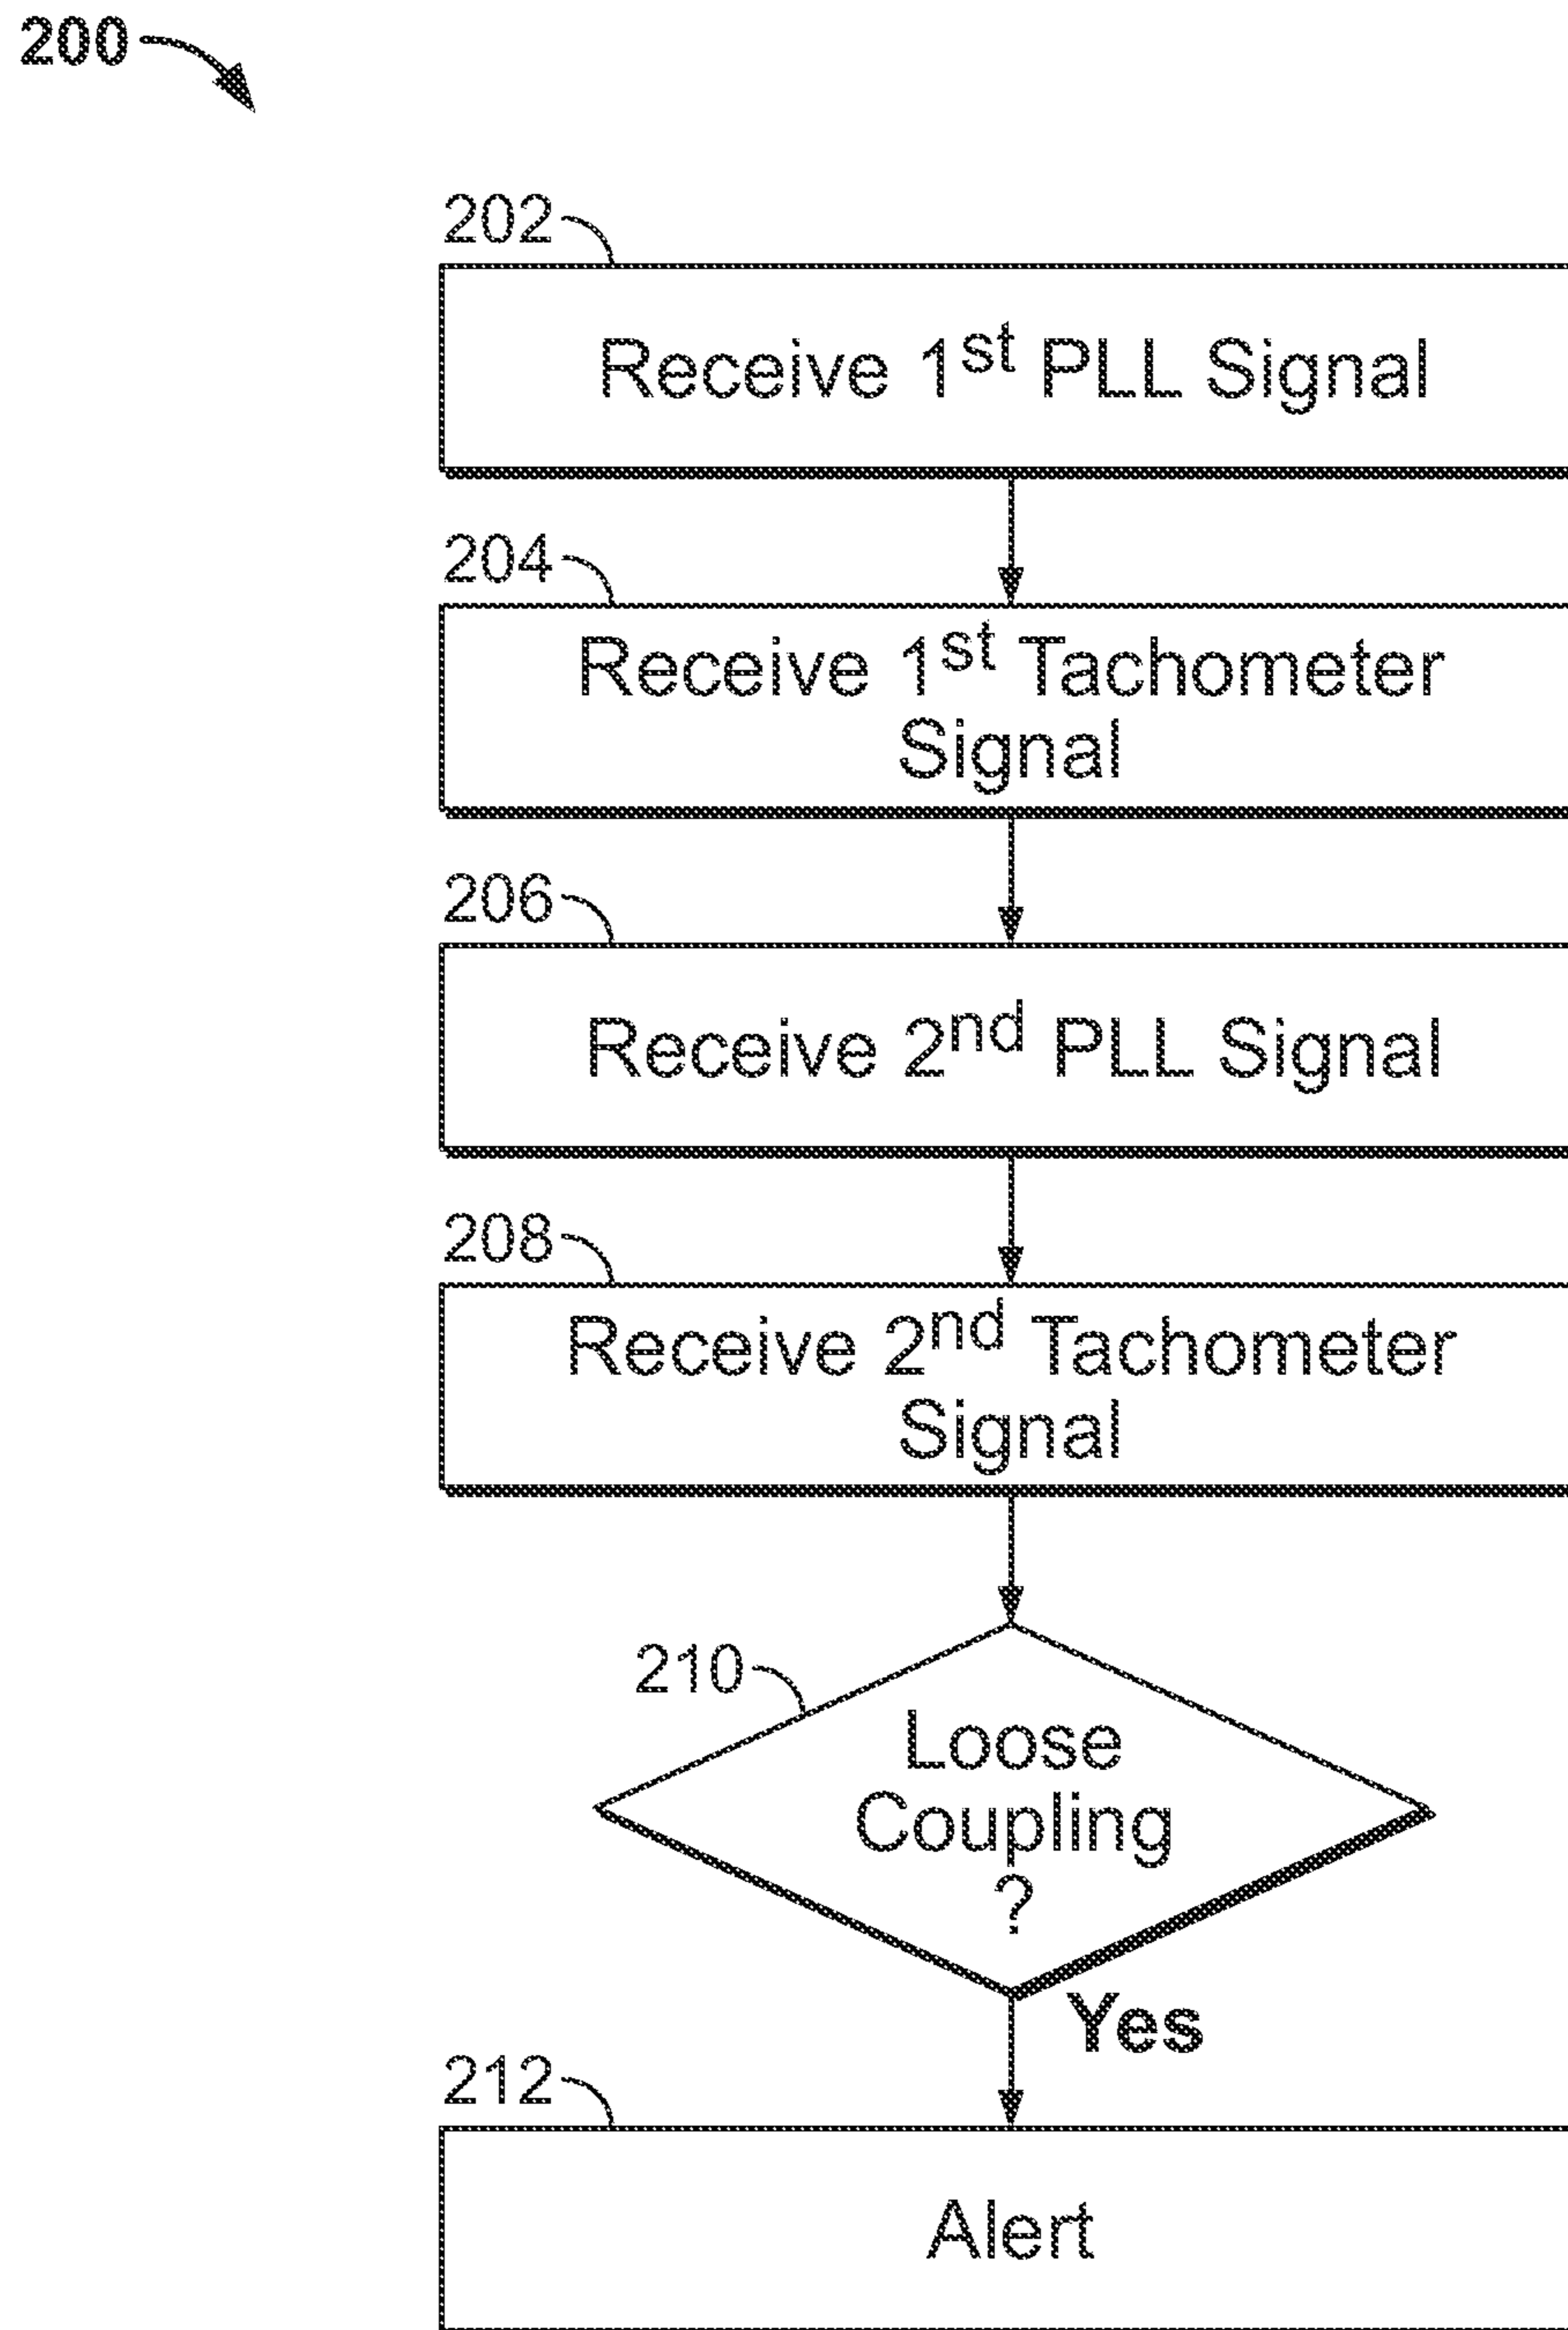 200
202
Receive 1st PLL Signal
204
Receive 1st Tachometer
Signal
206
Receive 2nd PLL Signal
208
Receive 2nd Tachometer
Signal
210
Loose
Coupling
?
Yes
212
Alert